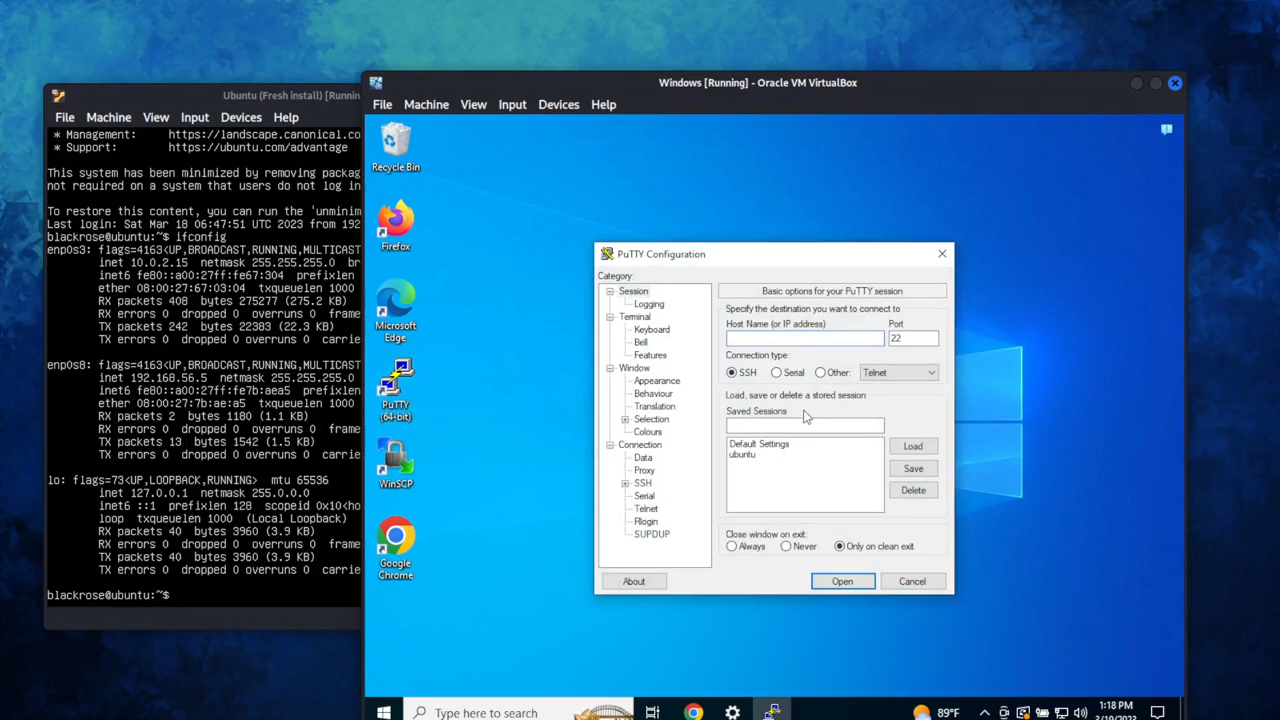 Ubuntu (Fresh install) [Runnin
File Machine View Input Devices Help
* Management: https://landscape.canonical.co
* Support: https://ubuntu.com/advantage
This system has been minimized by removing packag
not required on a system that users do not log in
To restore this content, you can run the 'unminim
Last login: Sat Mar 18 06:47:51 UTC 2023 from 192
blackrose@ubuntu:~$ ifconfig
enp0s3: flags=4163<UP,BROADCAST,RUNNING,MULTICAST
inet 10.0.2.15 netmask 255.255.255.0 br
inet6 fe80::a00:27ff:fe67:304 prefixlen
ether 08:00:27:67:03:04 txqueuelen 1000
RX packets 408 bytes 275277 (275.2 KB)
RX errors 0 dropped 0 overruns 0 frame
TX packets 242 bytes 22383 (22.3 KB)
TX errors 0 dropped 0 overruns 0 carrie
enp0s8: flags=4163<UP,BROADCAST,RUNNING,MULTICAST
inet 192.168.56.5 netmask 255.255.255.0
inet6 fe80::a00:27ff:fe7b:aea5 prefixle
ether 08:00:27:7b:ae:a5 txqueuelen 1000
RX packets 2 bytes 1180 (1.1 KB)
RX errors 0 dropped 0 overruns 0 frame
TX packets 13 bytes 1542 (1.5 KB)
TX errors 0 dropped 0 overruns 0 carrie
lo: flags=73<UP,LOOPBACK,RUNNING> mtu 65536
inet 127.0.0.1 netmask 255.0.0.0
inet6 ::1 prefixlen 128 scopeid 0x10<ho
loop txqueuelen 1000 (Local Loopback)
RX packets 40 bytes 3960 (3.9 KB)
RX errors 0 dropped 0 overruns 0 frame
TX packets 40 bytes 3960 (3.9 KB)
TX errors 0 dropped 0 overruns 0 carrie
blackrose@ubuntu:~$
Windows [Running] - Oracle VM VirtualBox
File Machine View Input Devices Help
Recycle Bin
Firefox
Microsoft
Edge
PuTTY
(64-bit)
WinSCP
Google
Chrome
PuTTY Configuration
Category:
Session
Logging
Terminal
Keyboard
Bell
Features
Window
Appearance
Behaviour
Translation
Selection
Colours
Connection
Data
Proxy
SSH
Serial
Telnet
Rlogin
SUPDUP
Basic options for your PuTTY session
Specify the destination you want to connect to
Host Name (or IP address) Port
22
Connection type:
SSH Serial Other: Telnet
Load, save or delete a stored session
Saved Sessions
Default Settings
ubuntu
Load
Save
Delete
Close window on exit:
Always Never Only on clean exit
About Open Cancel
Type here to search
89°F
1:18 PM